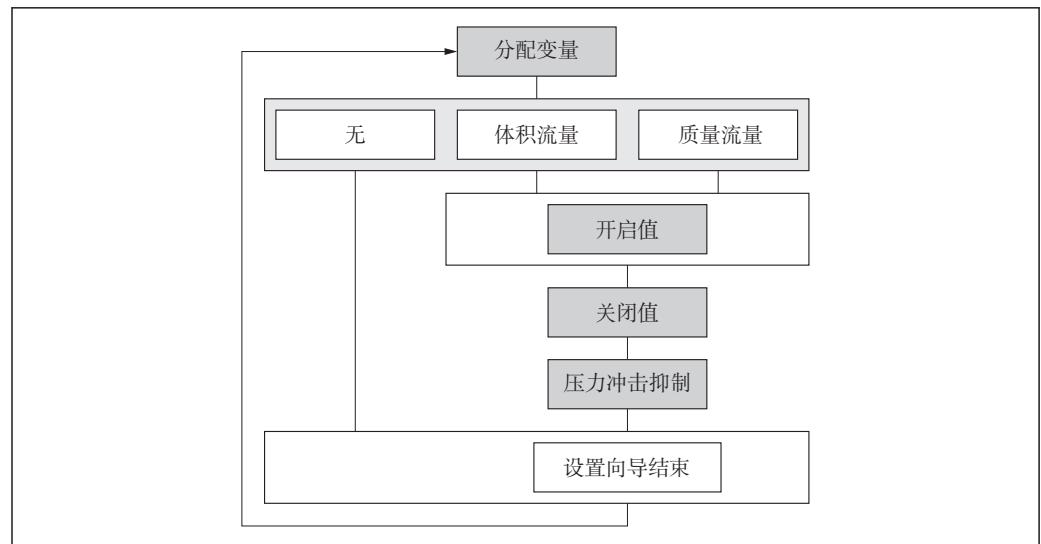 分配变量
无
体积流量
质量流量
开启值
关闭值
压力冲击抑制
设置向导结束